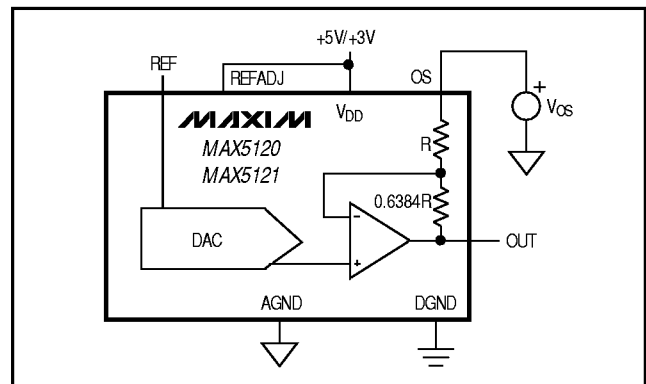 +5V/+3V
REF
REFADJ
OS
VDD
+
VOS
MAXIM
MAX5120
MAX5121
R
0.6384R
-
+
DAC
OUT
AGND
DGND